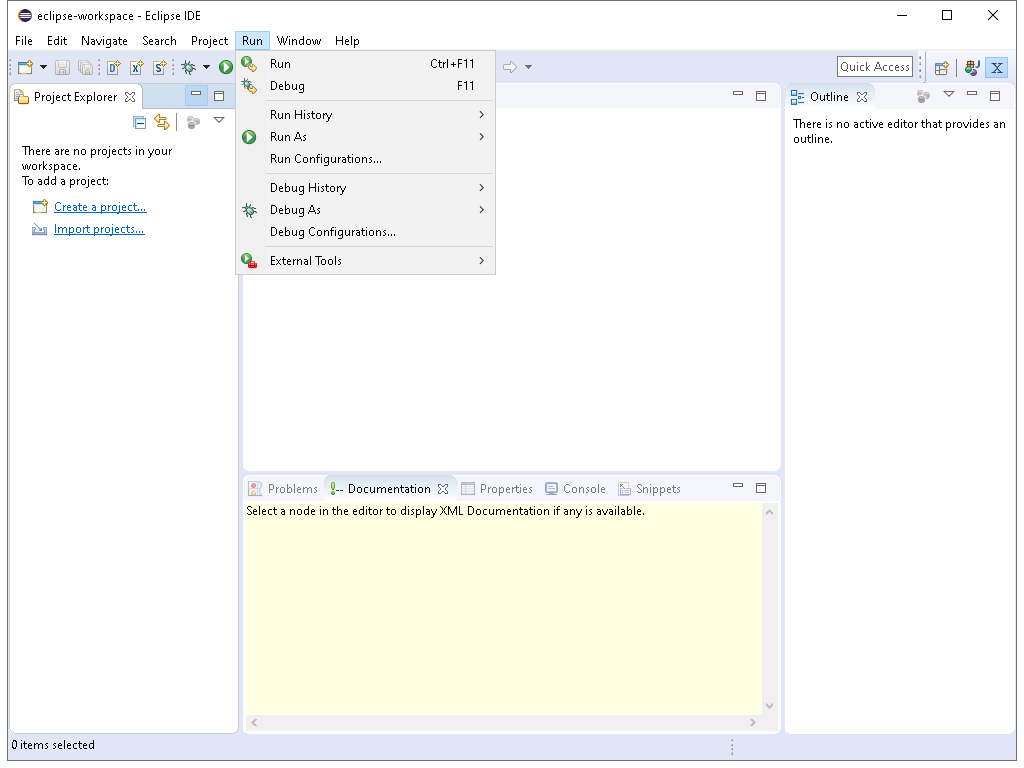 eclipse-workspace - Eclipse IDE
File Edit Navigate Search Project Run Window Help
Quick Access
Project Explorer
There are no projects in your
workspace.
To add a project:
Create a project...
Import projects...
Run Ctrl+F11
Debug F11
Run History
Run As
Run Configurations...
Debug History
Debug As
Debug Configurations...
External Tools
Outline
There is no active editor that provides an
outline.
Problems Documentation Properties Console Snippets
Select a node in the editor to display XML Documentation if any is available.
0 items selected